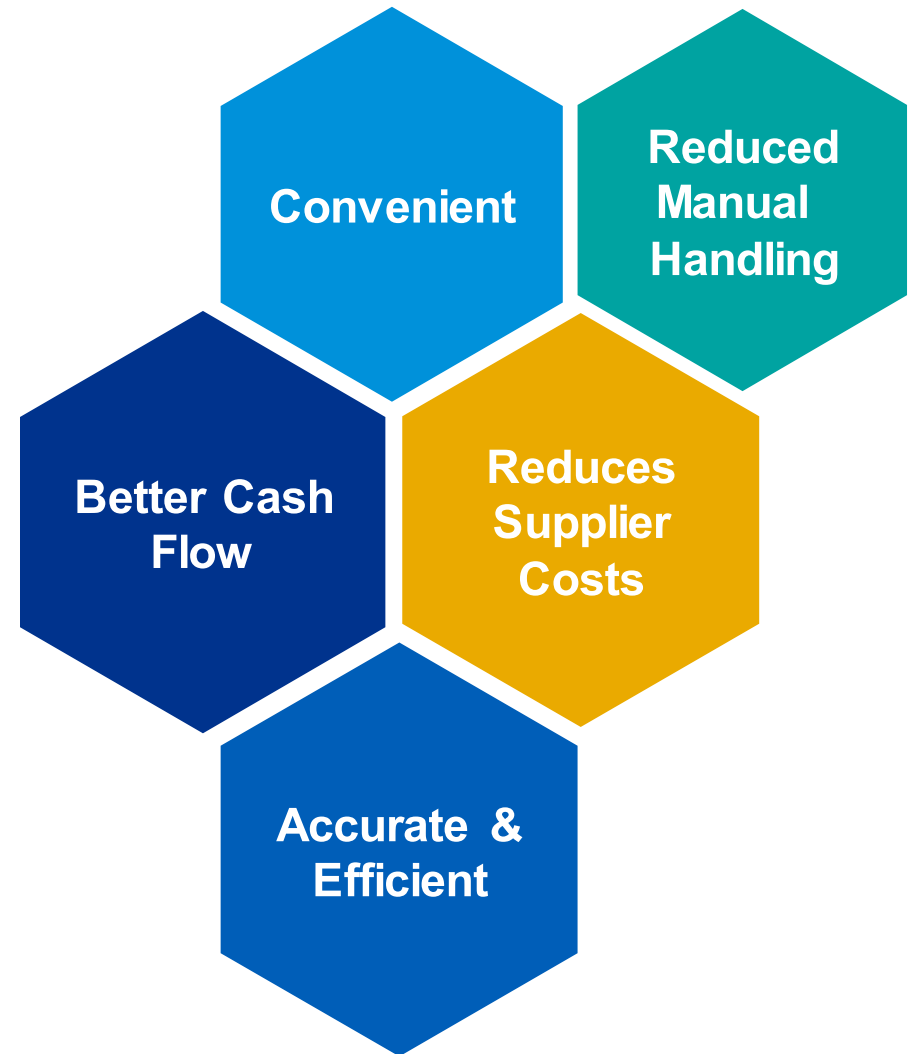 Convenient
Reduced
Manual
Handling
Better Cash
Flow
Reduces
Supplier
Costs
Accurate &
Efficient